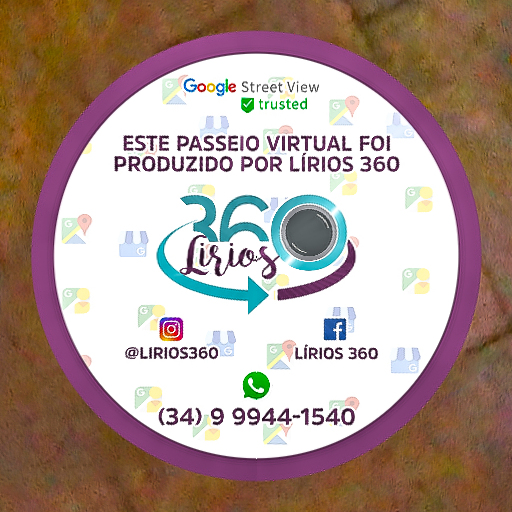 Google Street View
trusted
ESTE PASSEIO VIRTUAL FOI
PRODUZIDO POR LÍRIOS 360
360
Lírios
@LIRIOS360
LÍRIOS 360
(34) 9 9944-1540